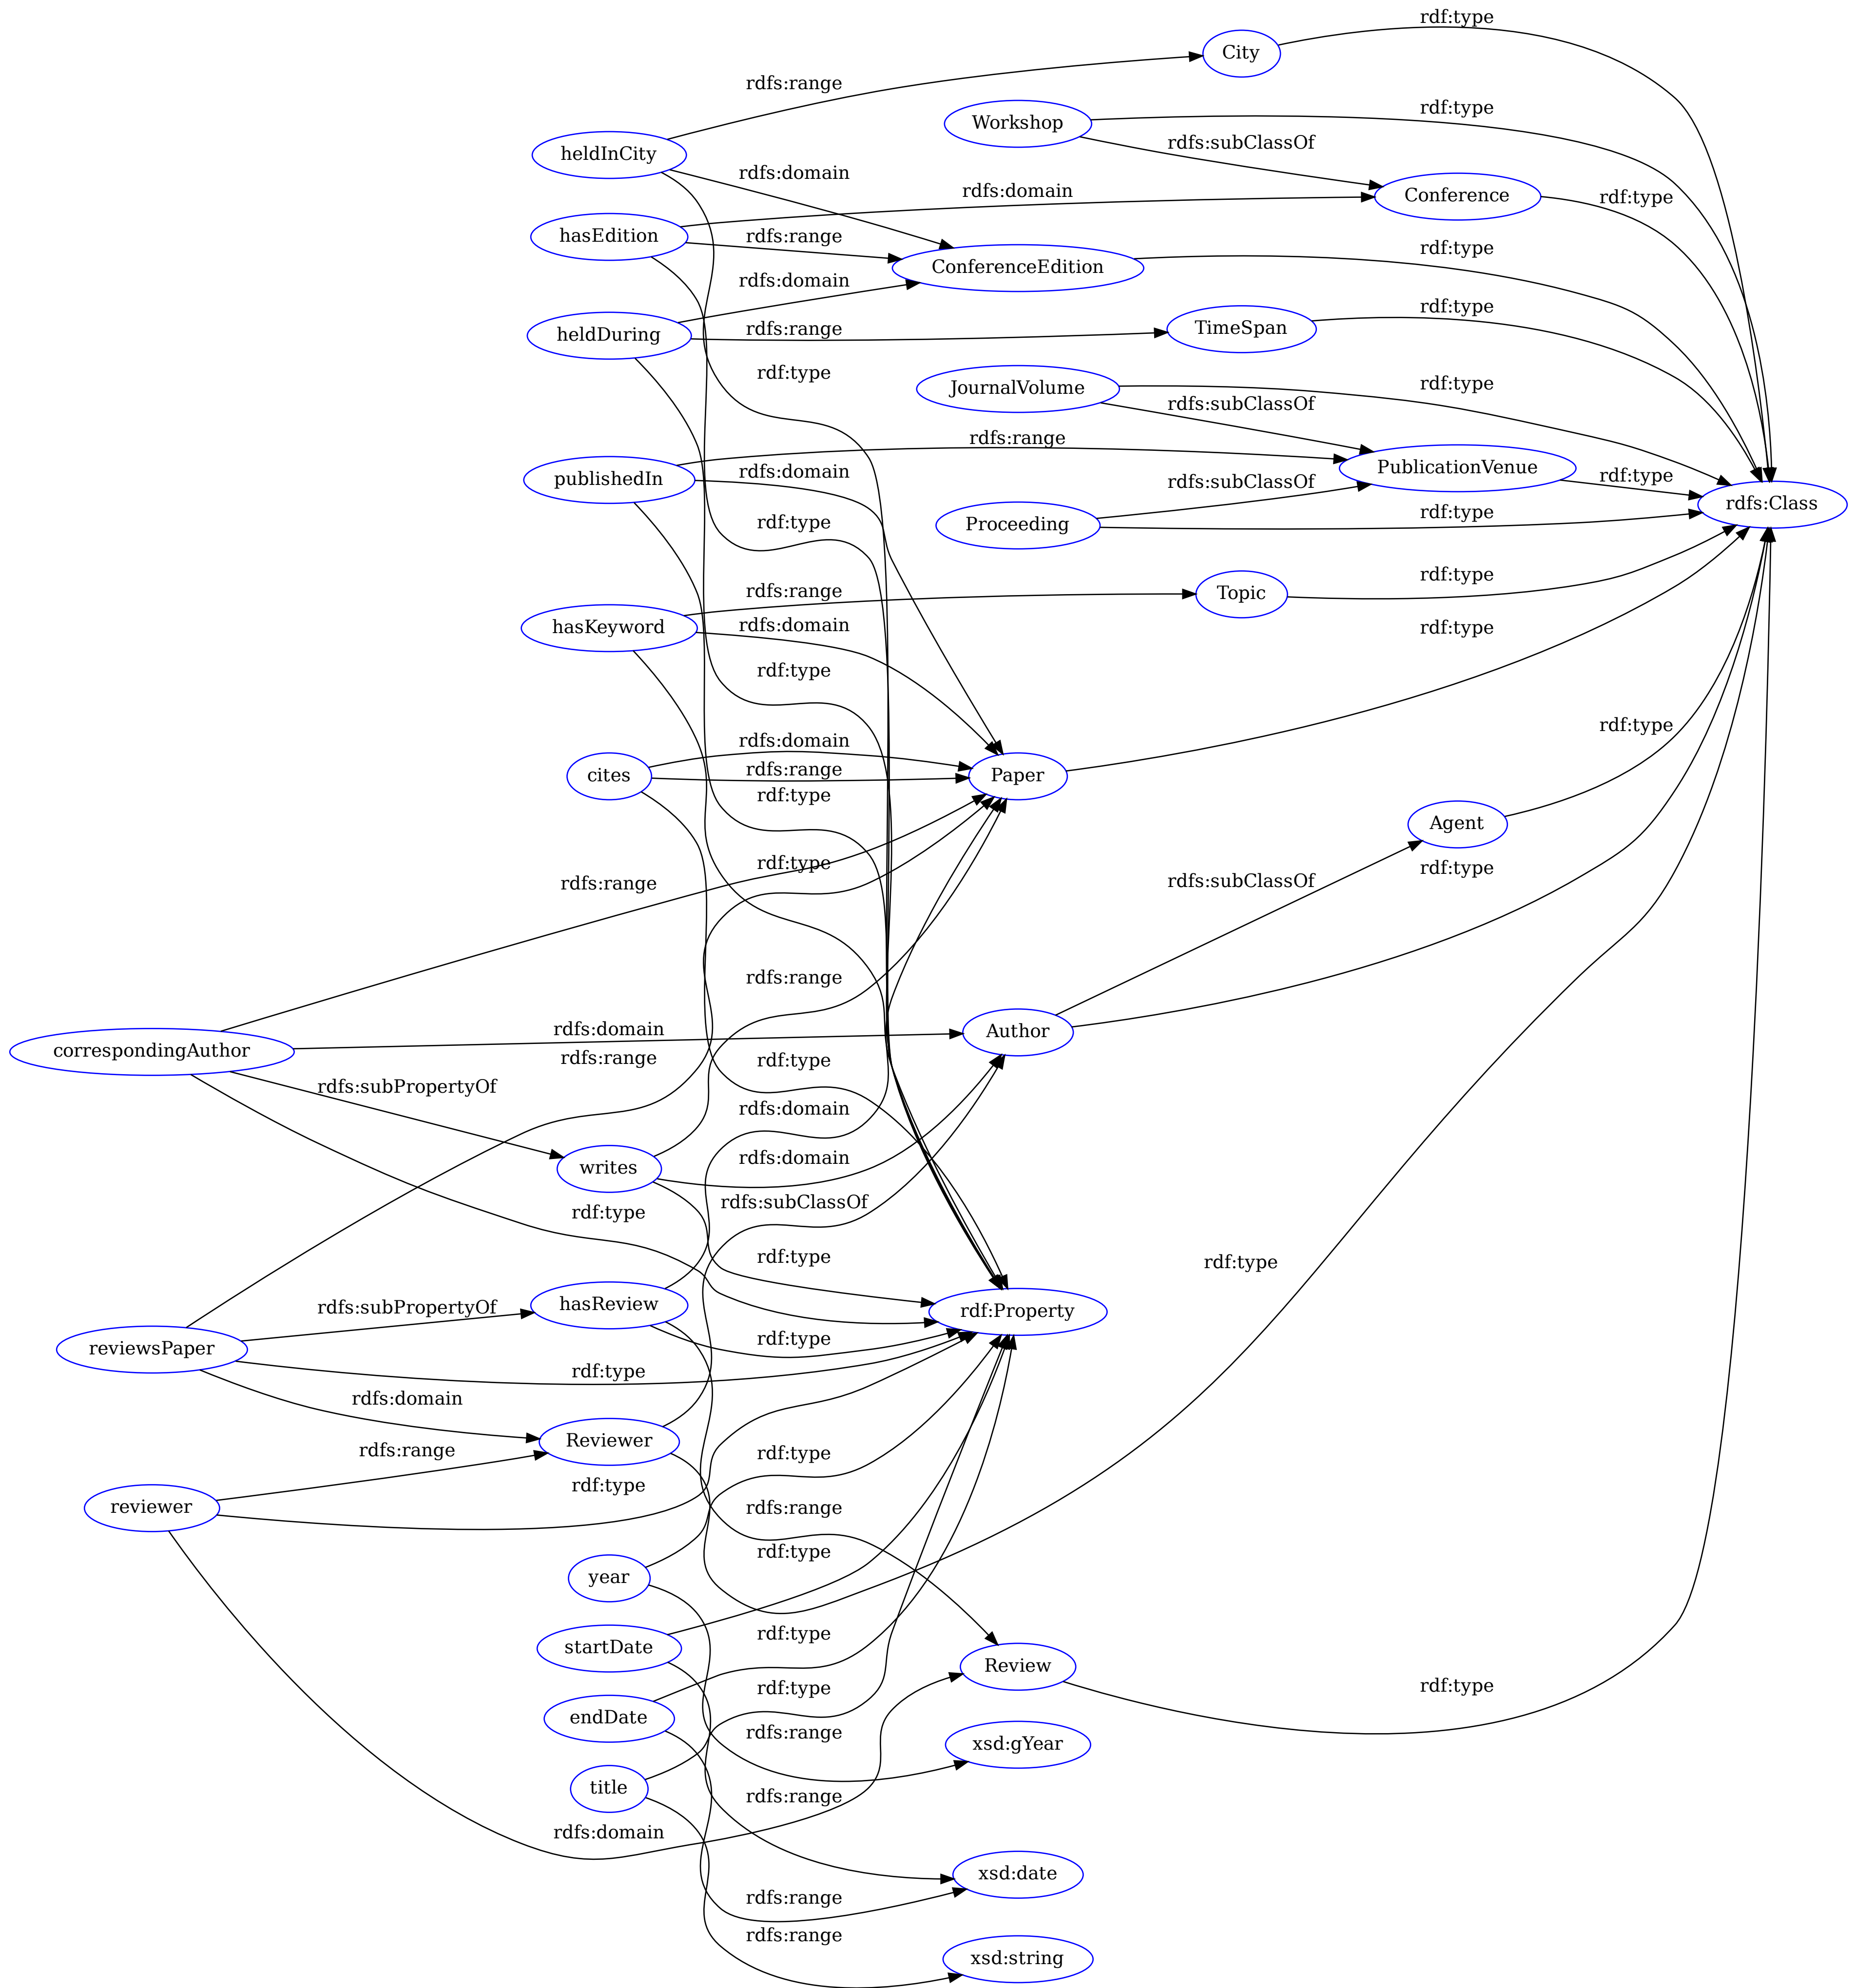 rdf:type
City
rdfs:range
Workshop
rdf:type
rdfs:subClassOf
heldInCity
rdfs:domain
rdfs:domain
Conference
rdf:type
hasEdition
rdfs:range
ConferenceEdition
rdf:type
rdfs:domain
heldDuring
rdfs:range
TimeSpan
rdf:type
rdf:type
JournalVolume
rdf:type
rdfs:subClassOf
rdfs:range
publishedIn
rdfs:domain
PublicationVenue
rdf:type
rdfs:subClassOf
rdfs:Class
rdf:type
Proceeding
rdf:type
rdfs:range
Topic
rdf:type
hasKeyword
rdfs:domain
rdf:type
rdf:type
rdfs:domain
rdf:type
cites
rdfs:range
Paper
rdf:type
Agent
rdf:type
rdfs:range
rdfs:subClassOf
rdf:type
rdfs:range
correspondingAuthor
rdfs:domain
Author
rdfs:range
rdf:type
rdfs:subPropertyOf
rdfs:domain
writes
rdfs:domain
rdfs:subClassOf
rdf:type
rdf:type
rdf:type
rdfs:subPropertyOf
hasReview
rdf:Property
reviewsPaper
rdf:type
rdf:type
rdfs:domain
Reviewer
rdfs:range
rdf:type
reviewer
rdf:type
rdfs:range
rdf:type
year
rdf:type
startDate
Review
rdf:type
rdf:type
endDate
rdfs:range
xsd:gYear
title
rdfs:range
rdfs:domain
xsd:date
rdfs:range
rdfs:range
xsd:string